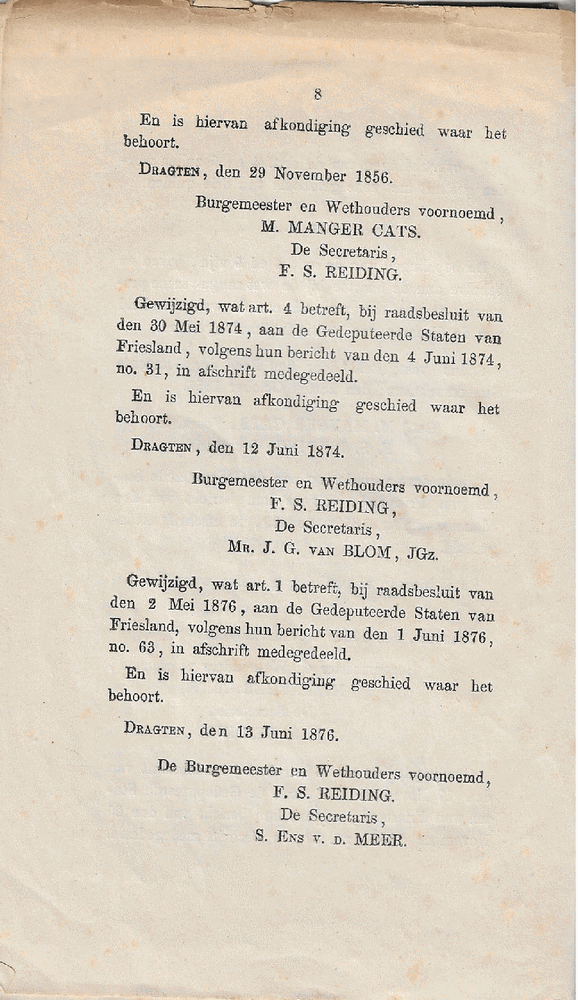 8
En is hiervan afkondiging geschied waar het
behoort.
DRAGTEN, den 29 November 1856.
Burgemeester en Wethouders voornoemd,
M. MANGER CATS.
De Secretaris,
F. S. REIDING.
Gewijzigd, wat art. 4 betreft, bij raadsbesluit van
den 30 Mei 1874, aan de Gedeputeerde Staten van
Friesland, volgens hun bericht van den 4 Juni 1874,
no. 31, in afschrift medegedeeld.
En is hiervan afkondiging geschied waar het
behoort.
DRAGTEN, den 12 Juni 1874.
Burgemeester en Wethouders voornoemd,
F. S. REIDING,
De Secretaris,
MR. J. G. VAN BLOM, JGz.
Gewijzigd, wat art. 1 betreft, bij raadsbesluit van
den 2 Mei 1876, aan de Gedeputeerde Staten van
Friesland, volgens hun bericht van den 1 Juni 1876,
no. 63, in afschrift medegedeeld.
En is hiervan afkondiging geschied waar het
behoort.
DRAGTEN, den 13 Juni 1876.
De Burgemeester en Wethouders voornoemd,
F. S. REIDING.
De Secretaris,
S. ENS V. D. MEER.